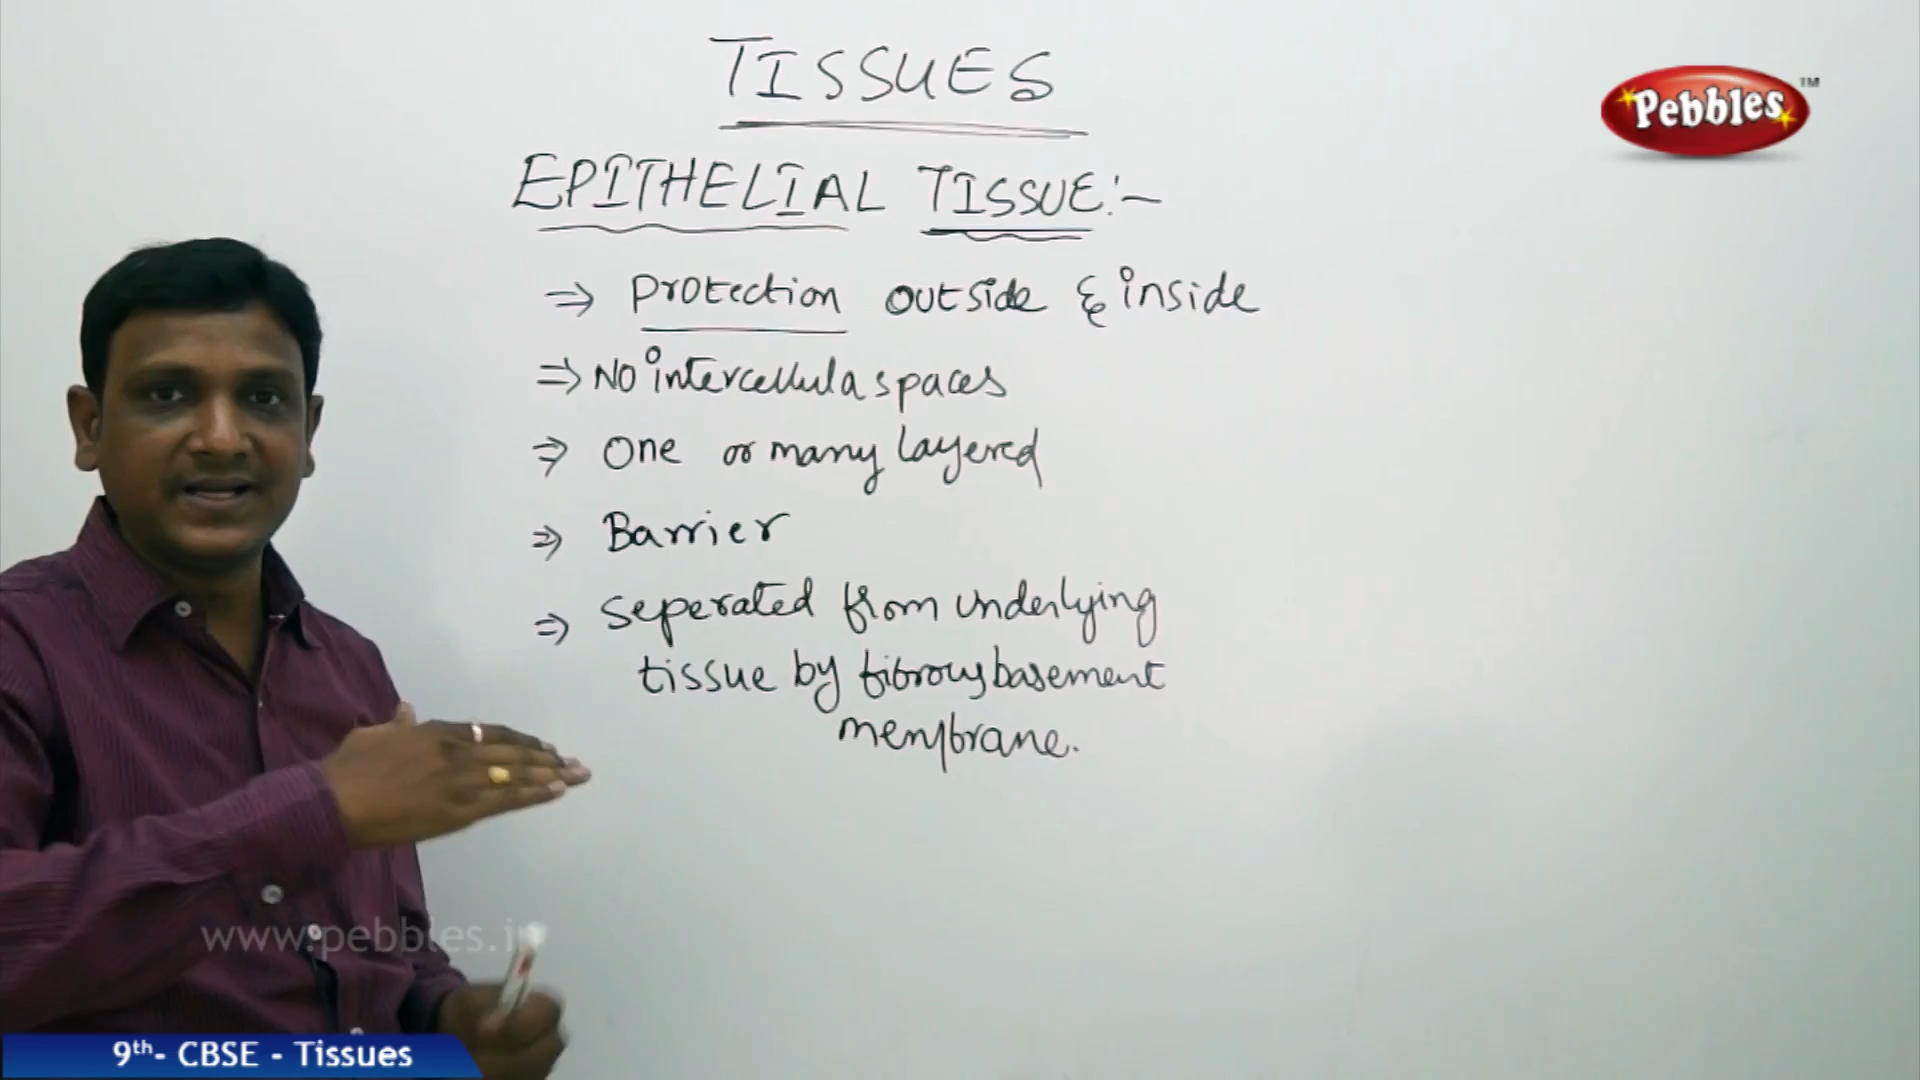 TISSUES
Pebbles™
EPITHELIAL TISSUE:-
⇒ Protection outside & inside
⇒ No intercellula spaces
⇒ One or many layered
⇒ Barrier
⇒ Seperated from underlying
tissue by fibrous basement
membrane.
www.pebbles.in
9th- CBSE - Tissues